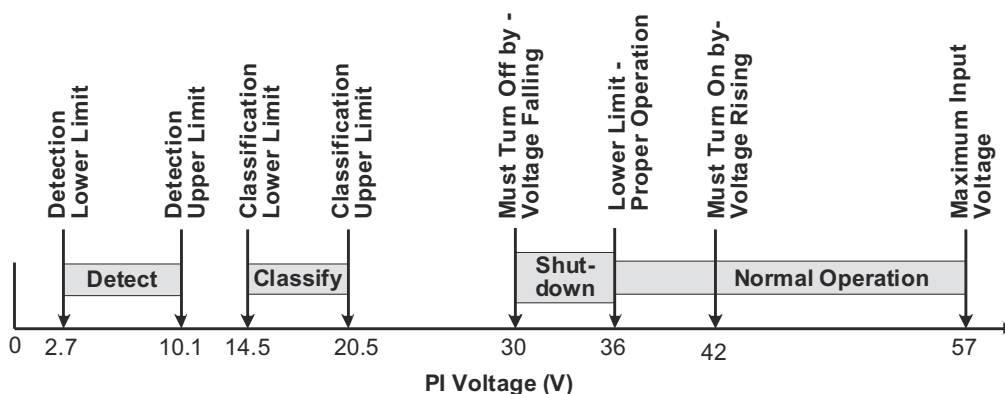 Detection
Lower Limit
Detection
Upper Limit
Classification
Lower Limit
Classification
Upper Limit
Must Turn Off by -
Voltage Falling
Lower Limit -
Proper Operation
Must Turn On by-
Voltage Rising
Maximum Input
Voltage
Detect
Classify
Shut-
down
Normal Operation
0
2.7
10.1
14.5
20.5
30
36
42
57
PI Voltage (V)